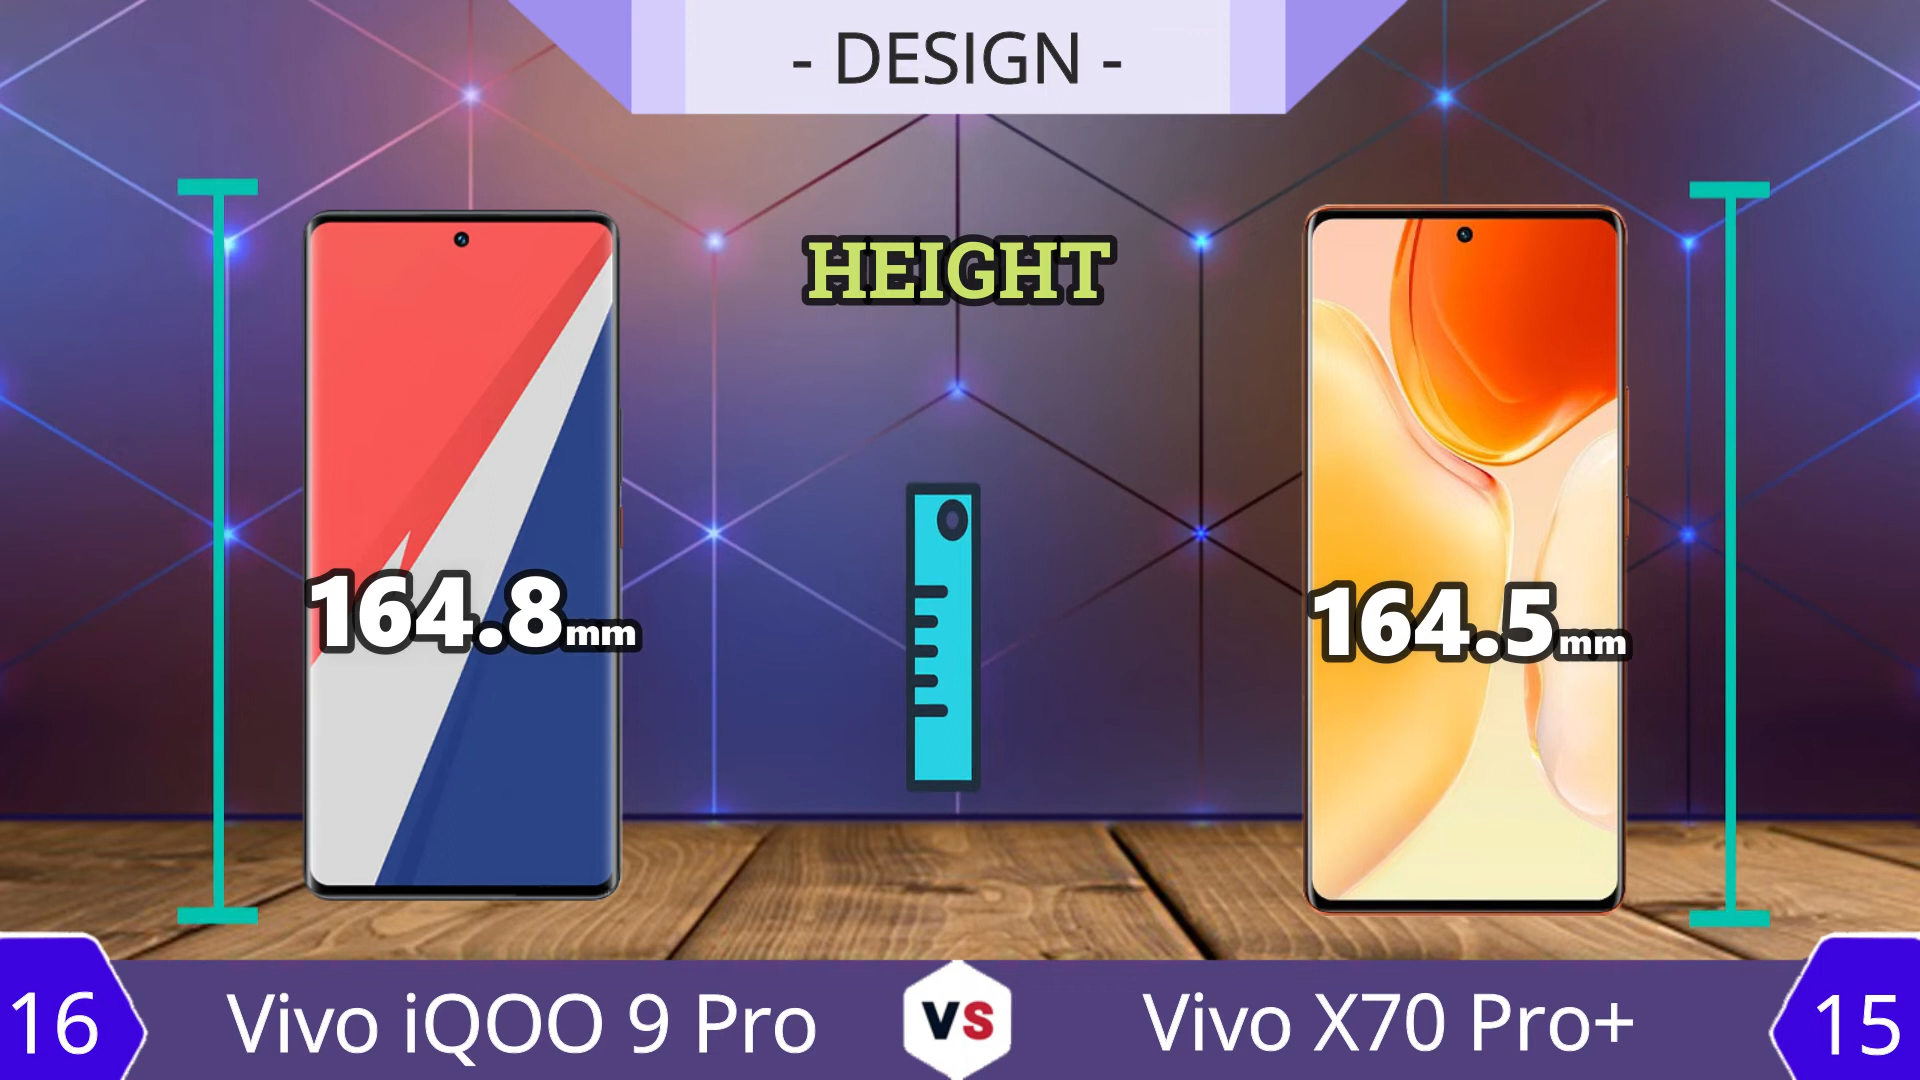 - DESIGN -
HEIGHT
164.8mm
164.5mm
16
Vivo iQOO 9 Pro
VS
Vivo X70 Pro+
15